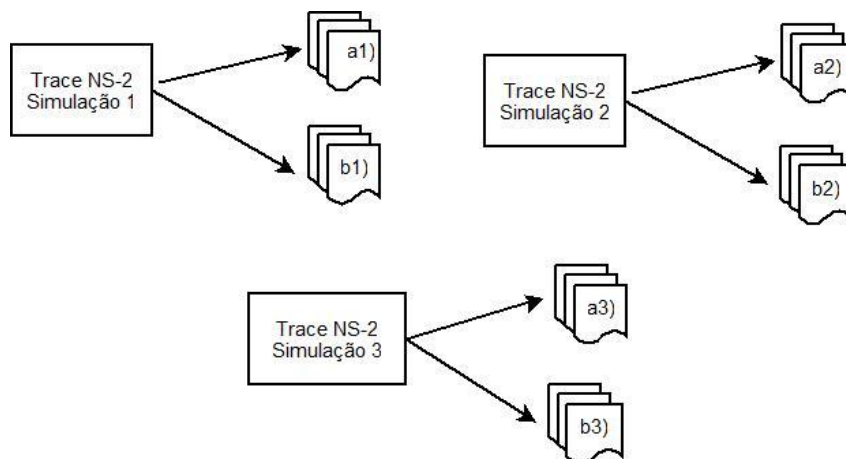 Trace NS-2
Simulação 1
a1)
b1)
Trace NS-2
Simulação 2
a2)
b2)
Trace NS-2
Simulação 3
a3)
b3)